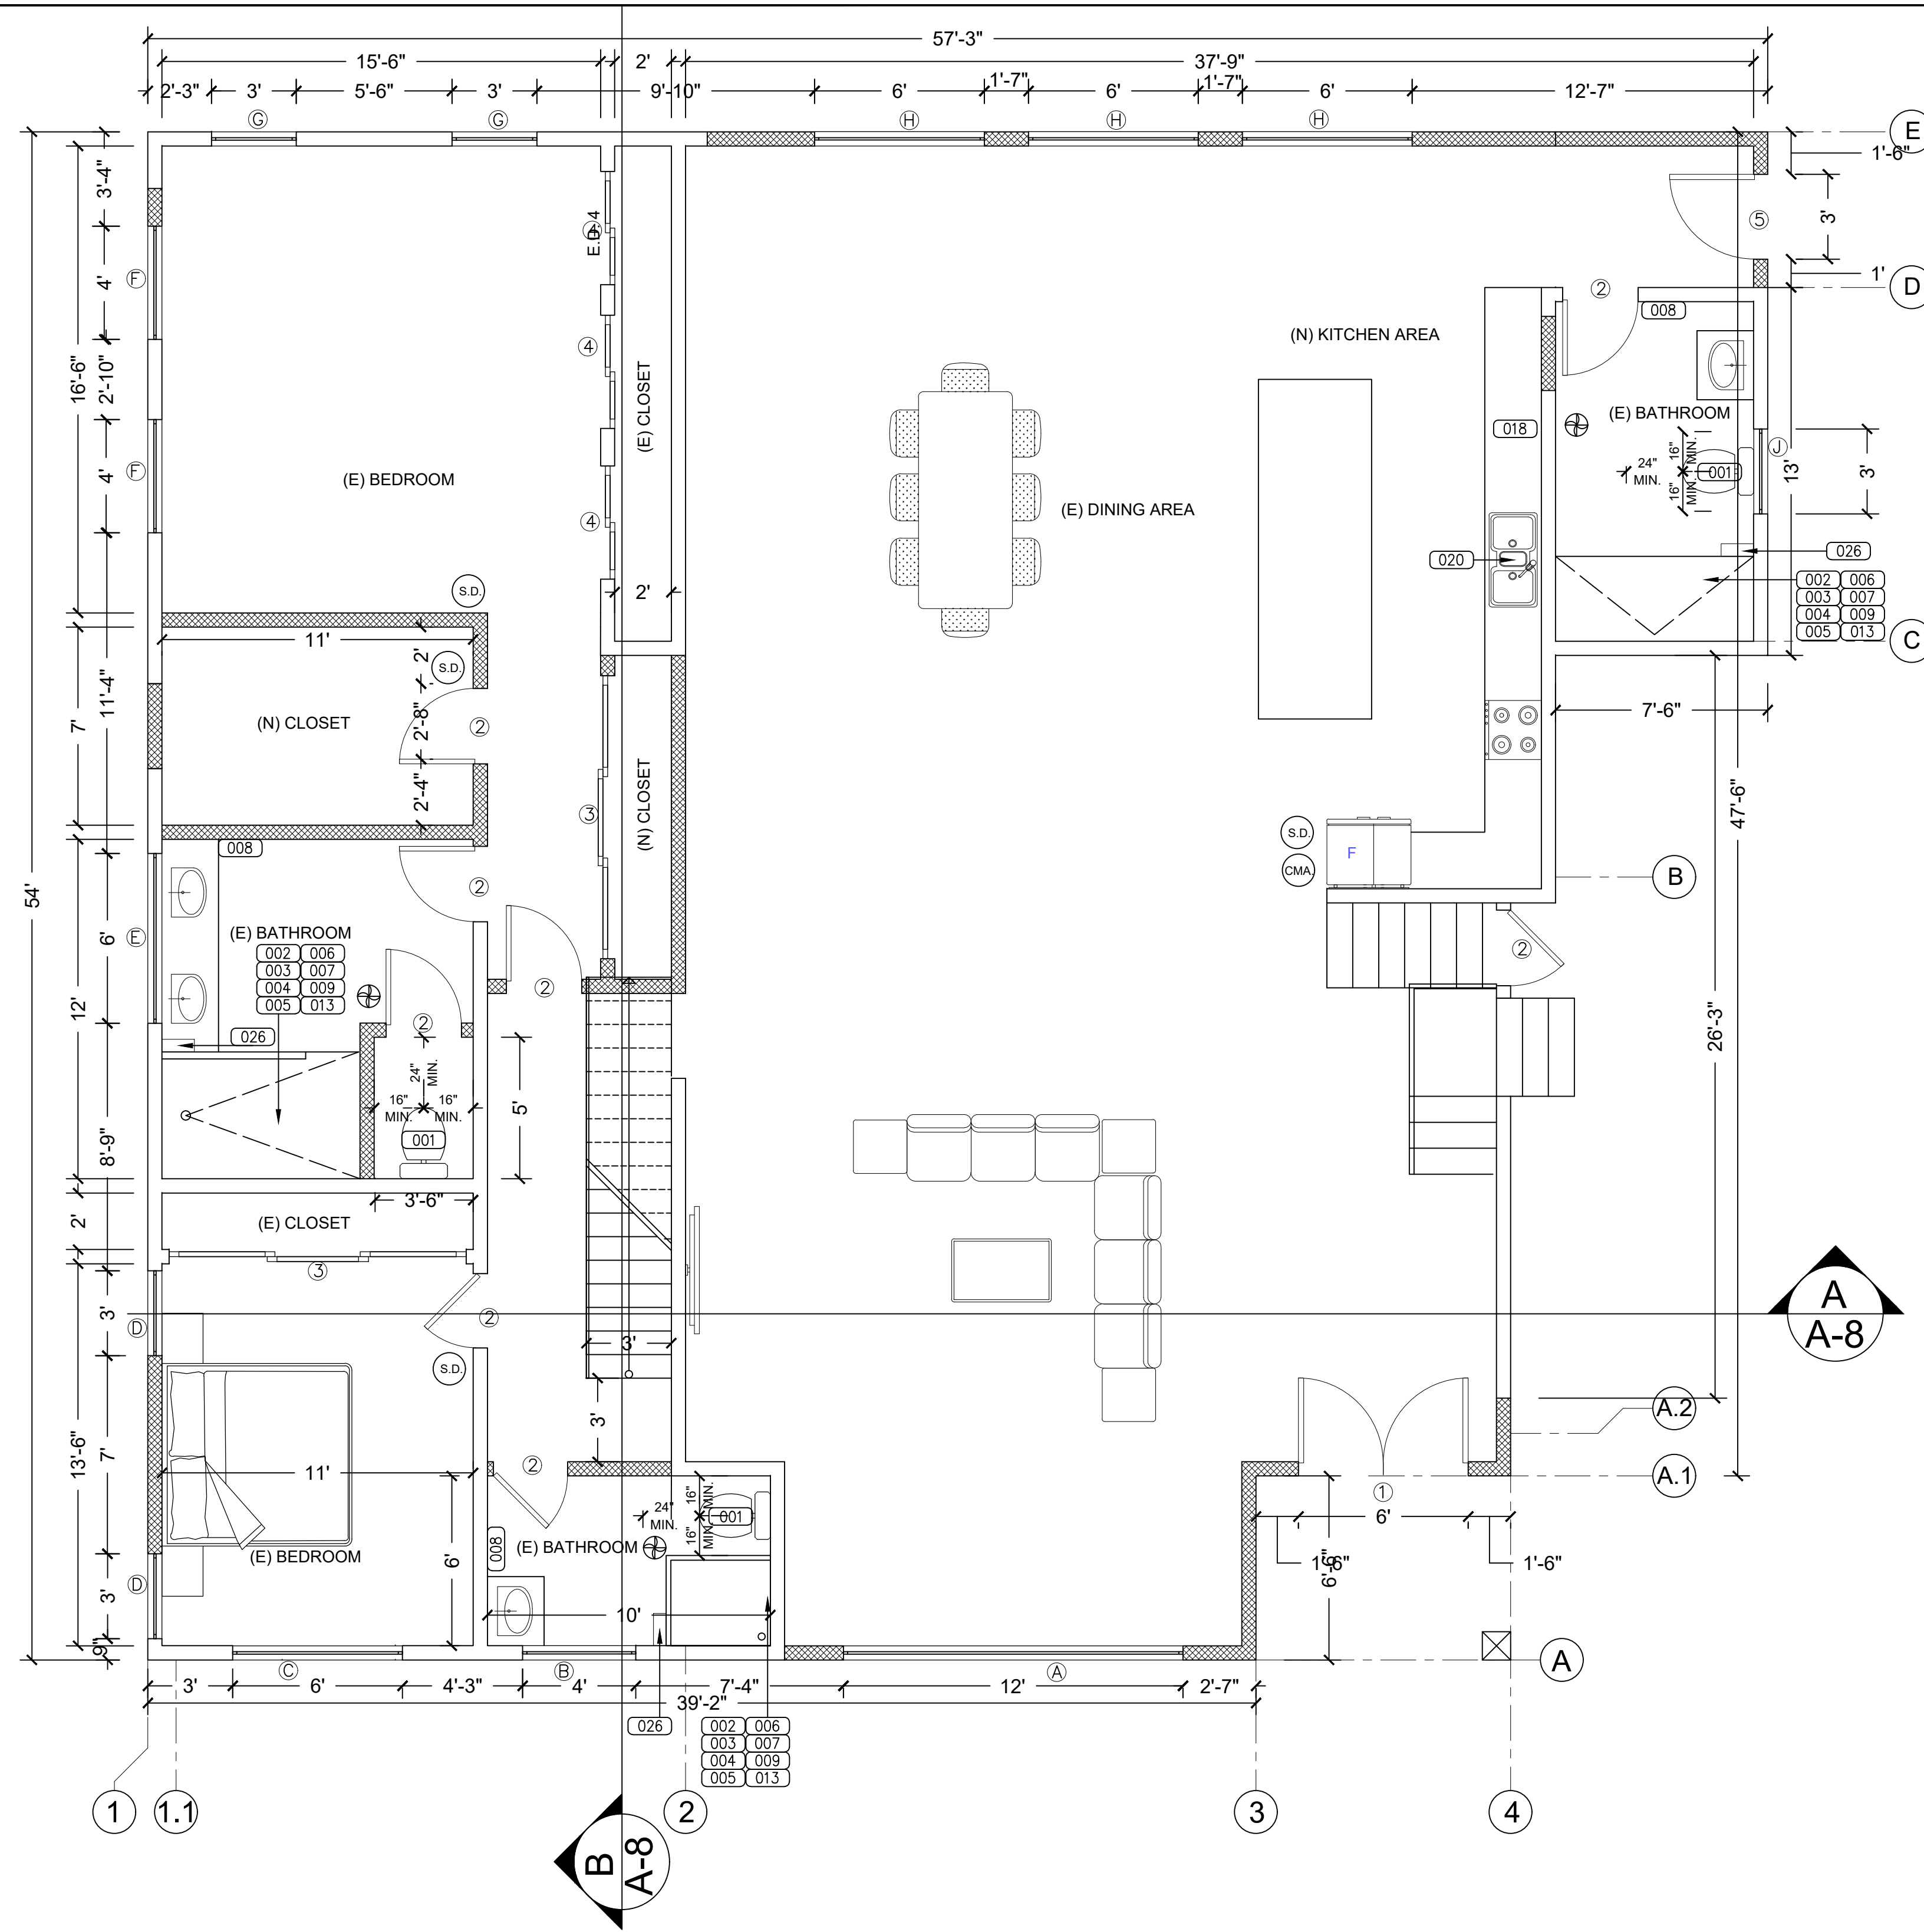 57'-3"
15'-6" 2' 37'-9"
2'-3" 3' 5'-6" 3' 9'-10" 6' 1'-7" 6' 1'-7" 6' 12'-7"
G G H H H
E
1'-6"
3'-4"
4
E.D. 4
5 3'
F 4'
2 1' D
008
(N) KITCHEN AREA
4
16'-6" 2'-10"
(E) CLOSET
(E) BATHROOM
018
F 4'
(E) BEDROOM
(E) DINING AREA
24" MIN.
16" MIN.
16" MIN.
001
J 13' 3'
4
020
026
002 006
003 007
004 009
005 013
C
S.D.
2'
11'
2'
S.D.
11'-4"
7'
(N) CLOSET
2'-8"
2
2'-4"
7'-6"
47'-6"
3
(N) CLOSET
S.D.
CMA.
F
008
2
B
54'
E 6'
(E) BATHROOM
002 006
003 007
004 009
005 013
2
2
12'
026
2
26'-3"
24" MIN.
16" MIN.
16" MIN.
001
5'
8'-9"
3'-6"
2'
(E) CLOSET
3
D 3'
2
3'
A
A-8
S.D.
3'
A.2
13'-6" 7'
11'
2
A.1
1
24" MIN.
16" MIN.
16" MIN.
001
6'
1'-6" 1'-6"
6'-6"
008
(E) BATHROOM
(E) BEDROOM
6'
D 3'
10'
9"
A
C B A
3' 6' 4'-3" 4' 7'-4" 12' 2'-7"
39'-2"
026
002 006
003 007
004 009
005 013
1 1.1 2 3 4
B
A-8